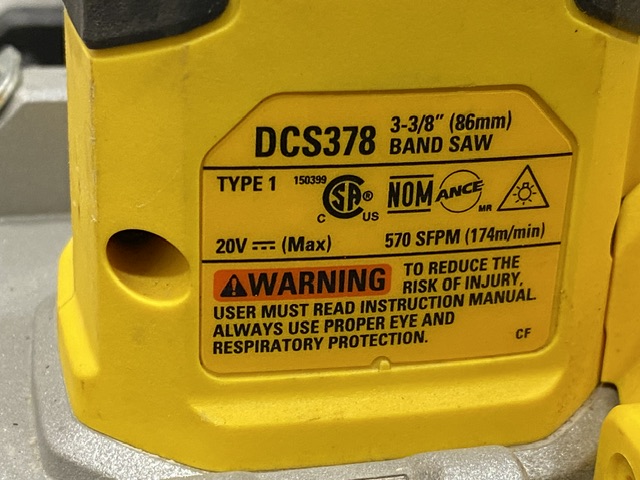 DCS378 3-3/8" (86mm) BAND SAW
TYPE 1 150399 C SA® US NOM ANCE MR
20V ⎓ (Max) 570 SFPM (174m/min)
⚠WARNING TO REDUCE THE
RISK OF INJURY,
USER MUST READ INSTRUCTION MANUAL.
ALWAYS USE PROPER EYE AND
RESPIRATORY PROTECTION.
CF